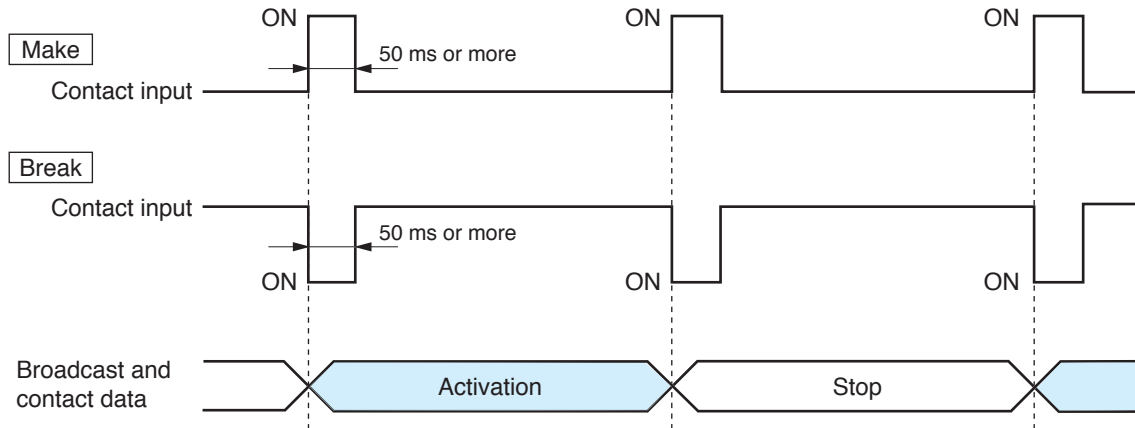 ON ON ON
Make
50 ms or more
Contact input
Break
Contact input
50 ms or more
ON ON ON
Broadcast and
contact data
Activation
Stop